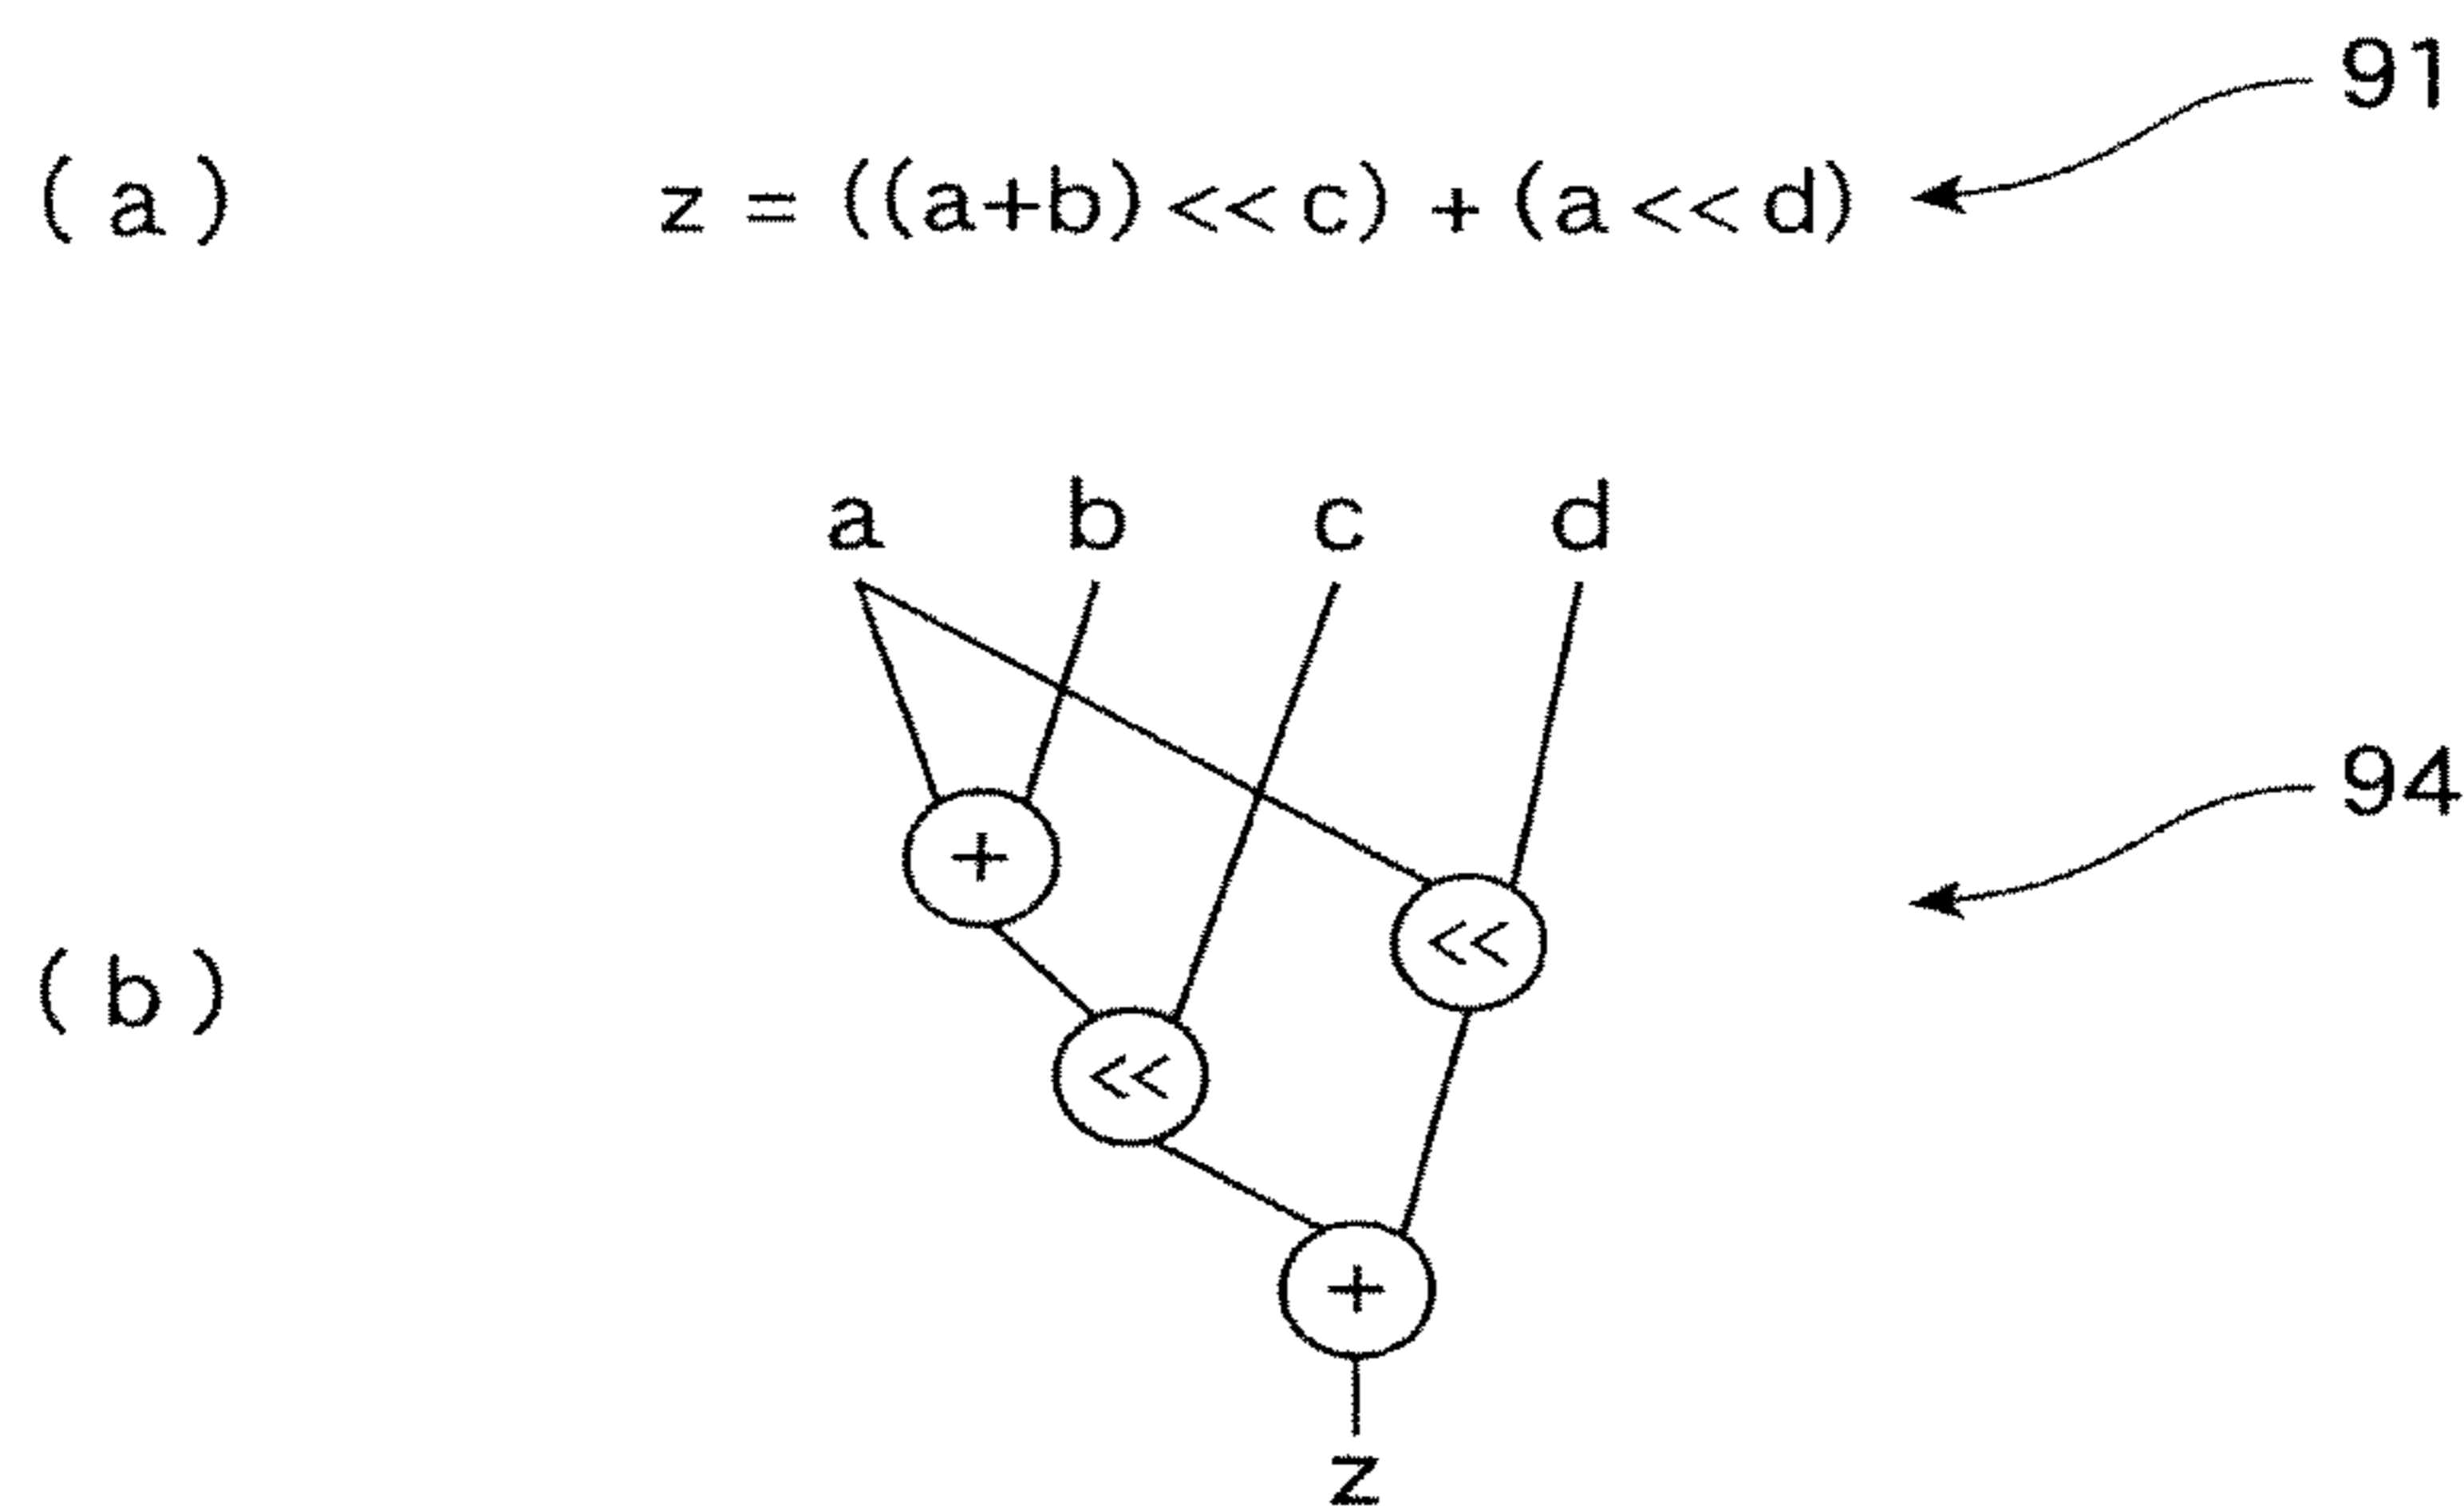 91
(a) z = ((a+b)<<c) + (a<<d)
a b c d
94
+
<<
(b)
<<
+
z